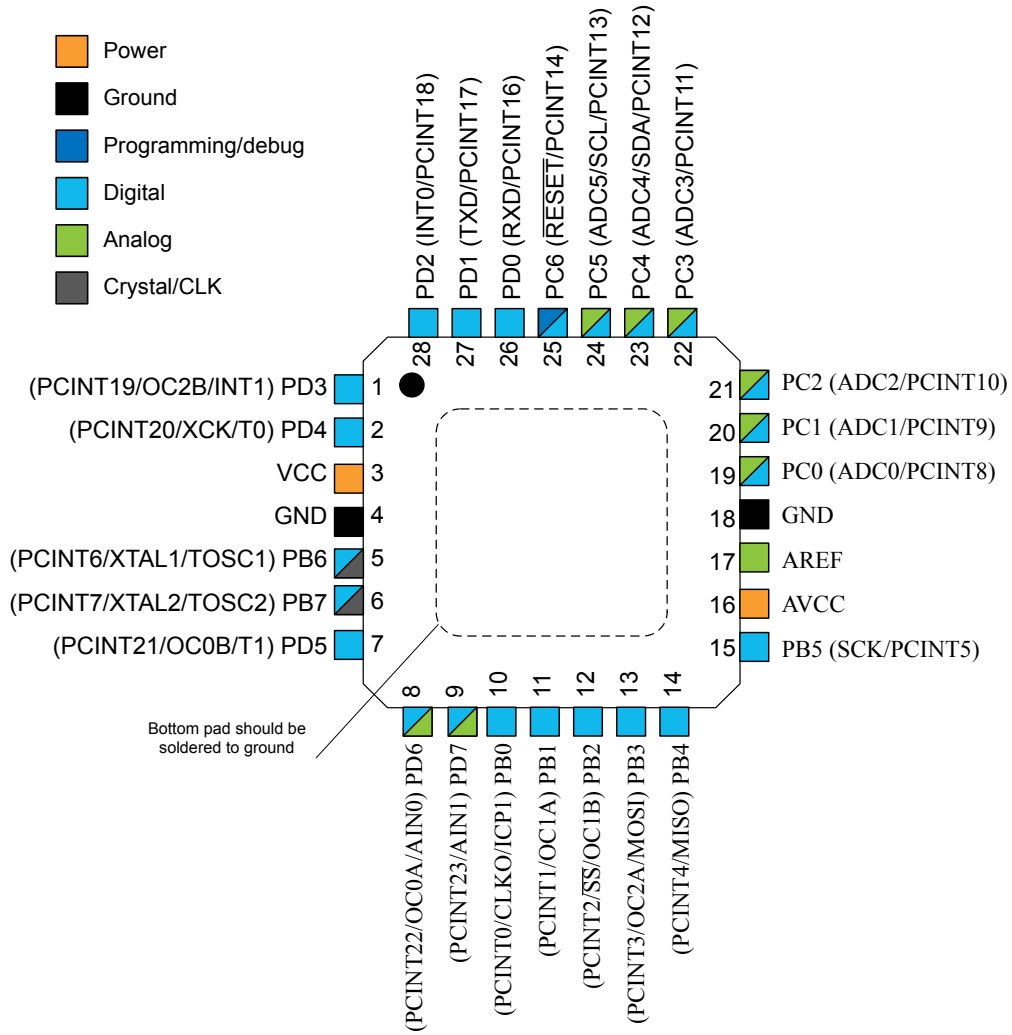 Power
Ground
Programming/debug
Digital
Analog
Crystal/CLK
PD2 (INT0/PCINT18)
PD1 (TXD/PCINT17)
PD0 (RXD/PCINT16)
PC6 (RESET/PCINT14)
PC5 (ADC5/SCL/PCINT13)
PC4 (ADC4/SDA/PCINT12)
PC3 (ADC3/PCINT11)
28
27
26
25
24
23
22
(PCINT19/OC2B/INT1) PD3
1
(PCINT20/XCK/T0) PD4
2
VCC
3
GND
4
(PCINT6/XTAL1/TOSC1) PB6
5
(PCINT7/XTAL2/TOSC2) PB7
6
(PCINT21/OC0B/T1) PD5
7
21
PC2 (ADC2/PCINT10)
20
PC1 (ADC1/PCINT9)
19
PC0 (ADC0/PCINT8)
18
GND
17
AREF
16
AVCC
15
PB5 (SCK/PCINT5)
8
9
10
11
12
13
14
Bottom pad should be
soldered to ground
(PCINT22/OC0A/AIN0) PD6
(PCINT23/AIN1) PD7
(PCINT0/CLKO/ICP1) PB0
(PCINT1/OC1A) PB1
(PCINT2/SS/OC1B) PB2
(PCINT3/OC2A/MOSI) PB3
(PCINT4/MISO) PB4